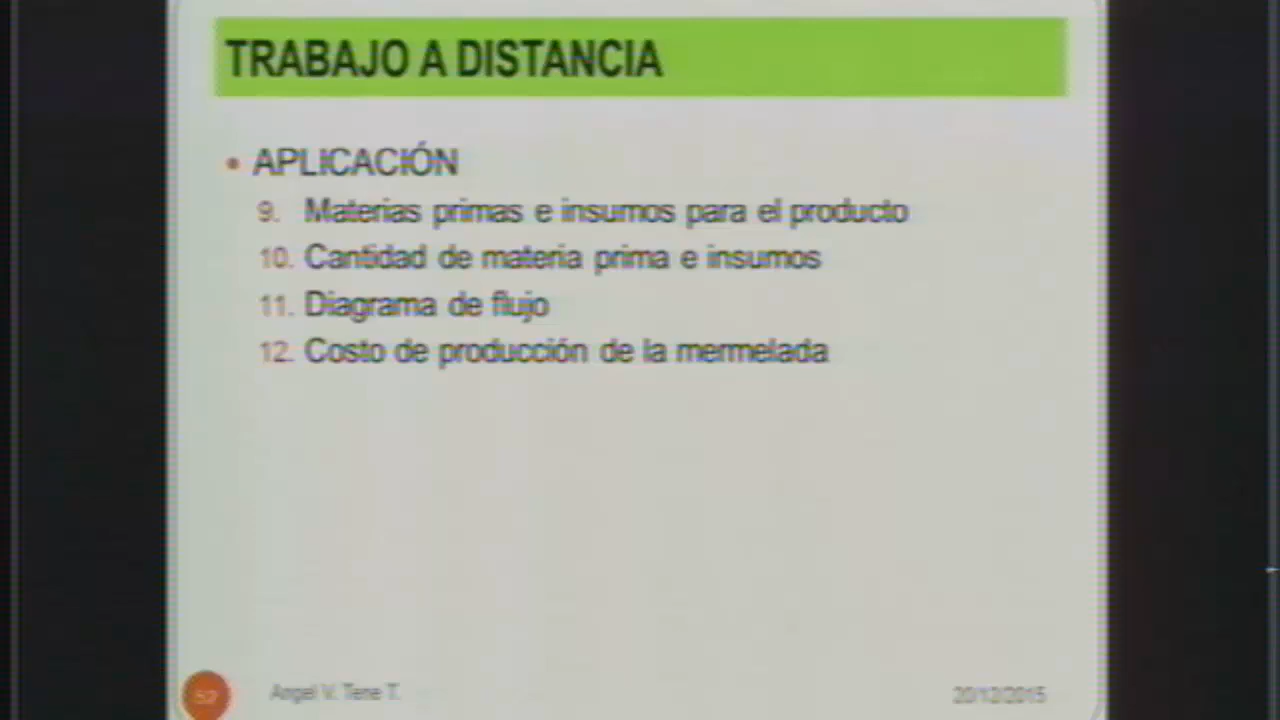 TRABAJO A DISTANCIA
• APLICACIÓN
9. Materias primas e insumos para el producto
10. Cantidad de materia prima e insumos
11. Diagrama de flujo
12. Costo de producción de la mermelada
52
Angel V. Tene T.
20/12/2015